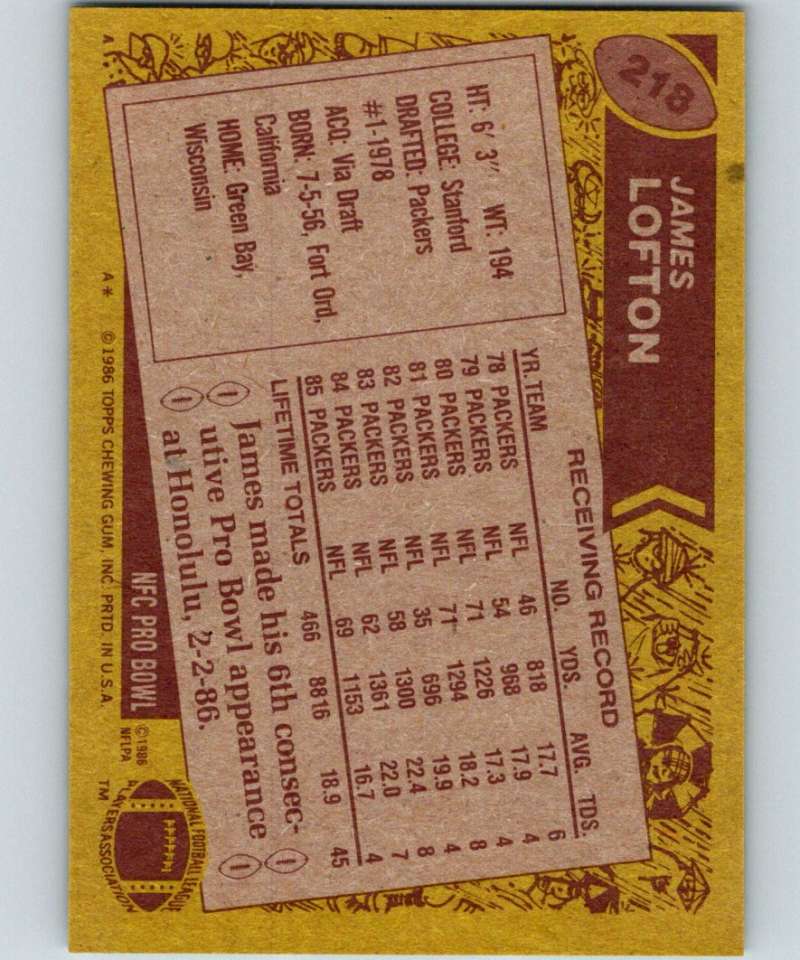 218
JAMES
LOFTON
HT: 6' 3" WT: 194
COLLEGE: Stanford
DRAFTED: Packers
#1-1978
ACQ: Via Draft
BORN: 7-5-56, Fort Ord,
California
HOME: Green Bay,
Wisconsin
RECEIVING RECORD
YR. TEAM NO. YDS. AVG. TDS.
78 PACKERS NFL 46 818 17.7 6
79 PACKERS NFL 54 968 17.9 4
80 PACKERS NFL 71 1226 17.3 4
81 PACKERS NFL 71 1294 18.2 8
82 PACKERS NFL 35 696 19.9 4
83 PACKERS NFL 58 1300 22.4 8
84 PACKERS NFL 62 1361 22.0 7
85 PACKERS NFL 69 1153 16.7 4
LIFETIME TOTALS 466 8816 18.9 45
James made his 6th consec-
utive Pro Bowl appearance
at Honolulu, 2-2-86.
NFC PRO BOWL
©1986
NFLPA
NATIONAL FOOTBALL LEAGUE
PLAYERS ASSOCIATION
TM
A
A* ©1986 TOPPS CHEWING GUM, INC. PRTD. IN U.S.A.